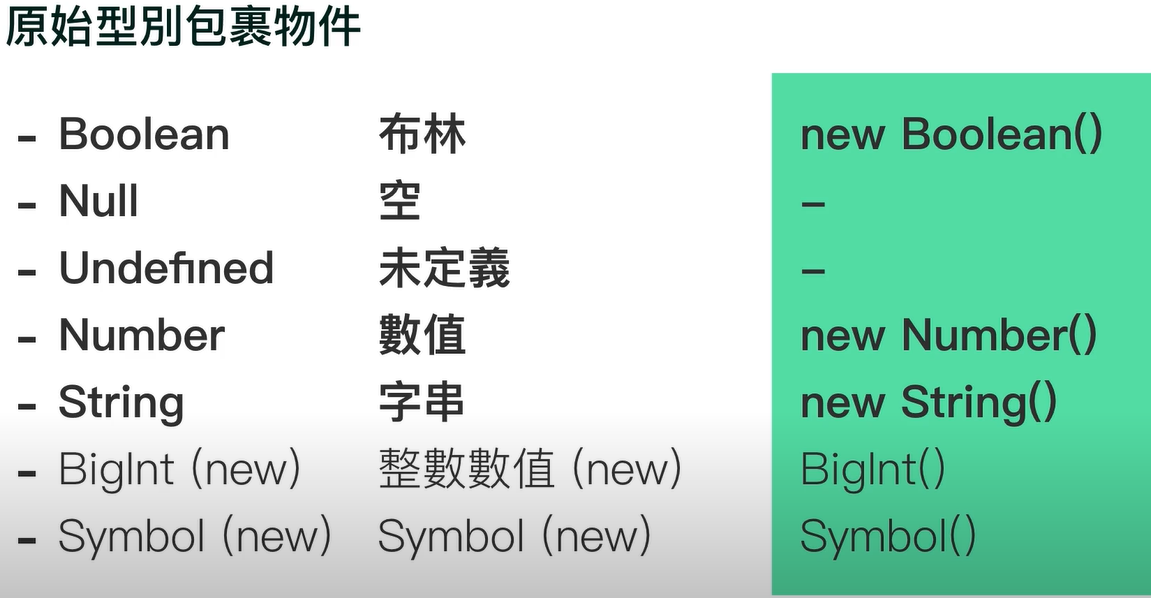 原始型別包裹物件
- Boolean 布林 new Boolean()
- Null 空 –
- Undefined 未定義 –
- Number 數值 new Number()
- String 字串 new String()
- BigInt (new) 整數數值 (new) BigInt()
- Symbol (new) Symbol (new) Symbol()